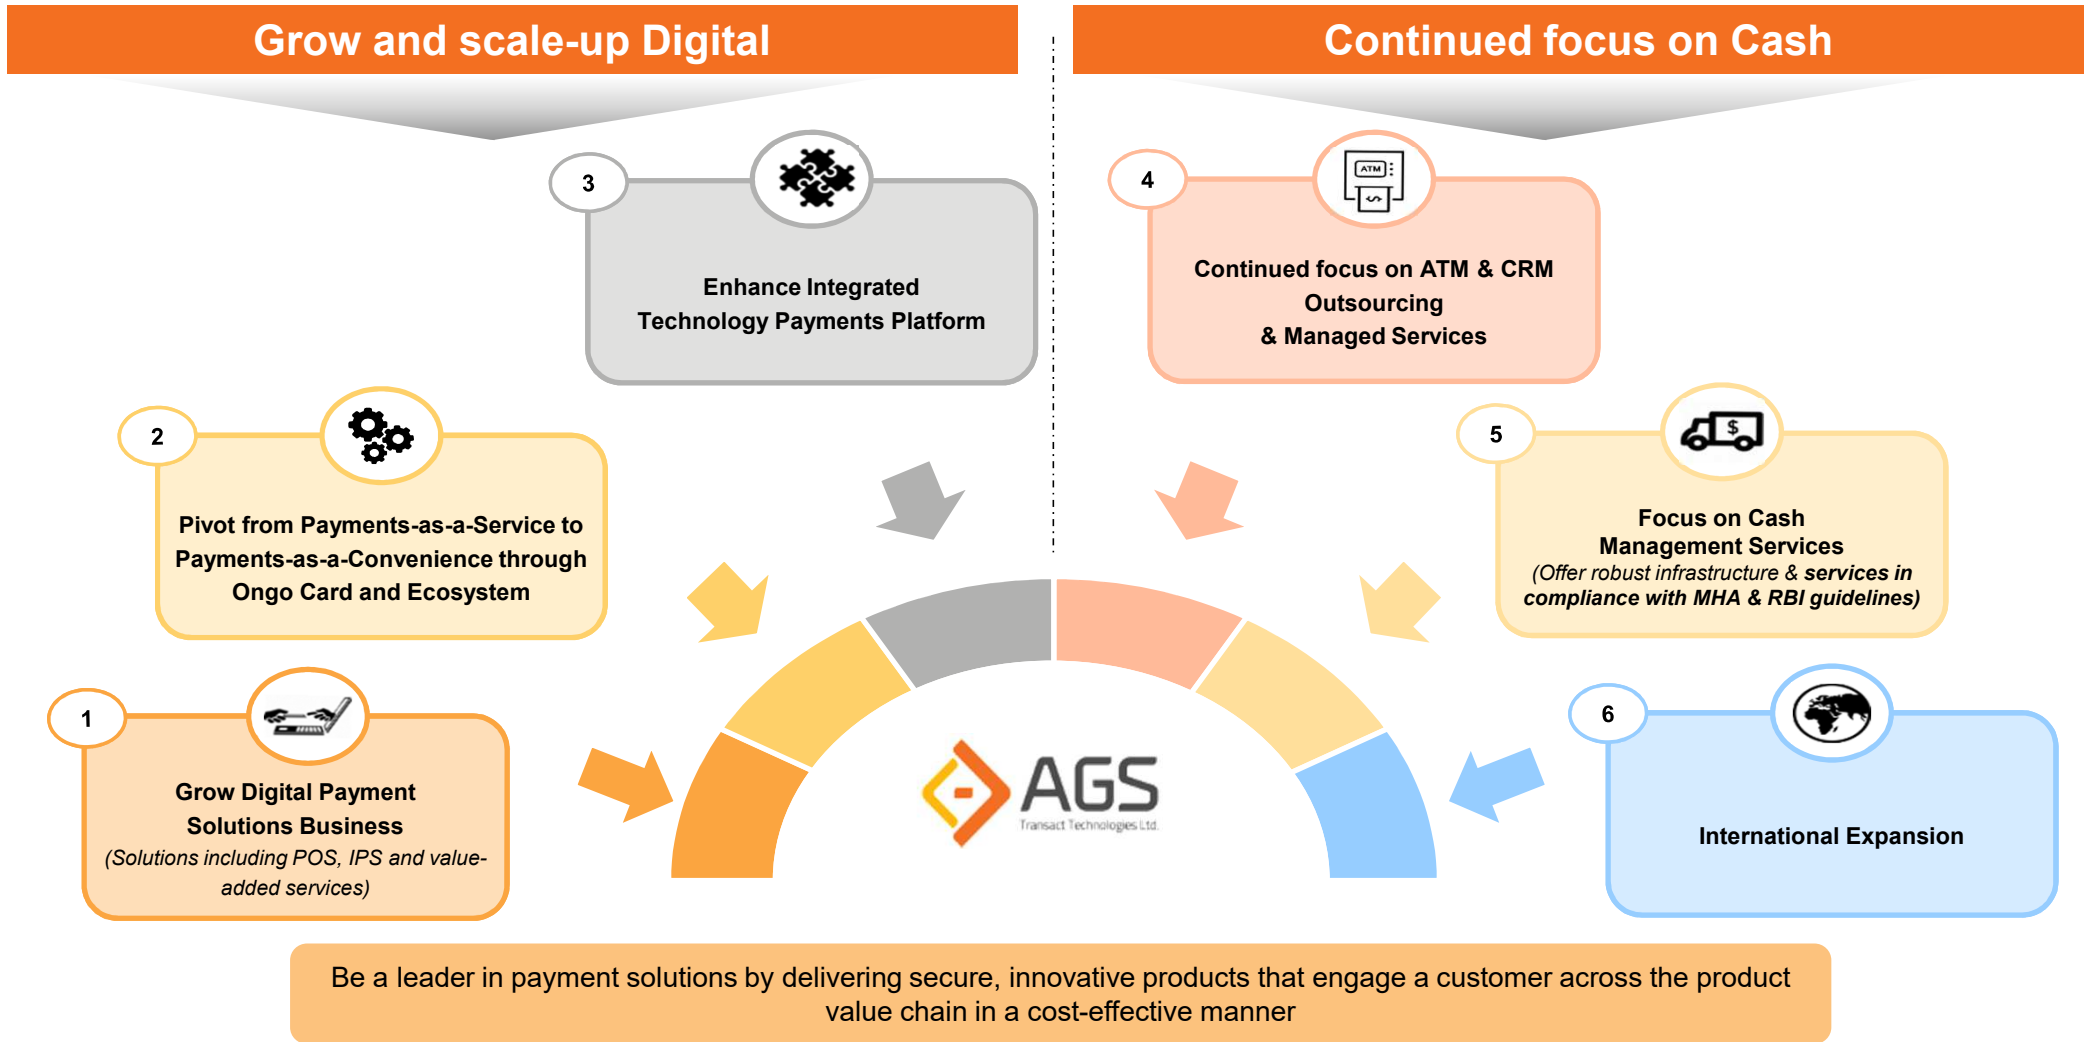 Grow and scale-up Digital
Continued focus on Cash
3
Enhance Integrated
Technology Payments Platform
4
ATM
Continued focus on ATM & CRM
Outsourcing
& Managed Services
2
Pivot from Payments-as-a-Service to
Payments-as-a-Convenience through
Ongo Card and Ecosystem
5
$
Focus on Cash
Management Services
(Offer robust infrastructure & services in
compliance with MHA & RBI guidelines)
1
Grow Digital Payment
Solutions Business
(Solutions including POS, IPS and value-
added services)
6
International Expansion
AGS
Transact Technologies Ltd.
Be a leader in payment solutions by delivering secure, innovative products that engage a customer across the product
value chain in a cost-effective manner